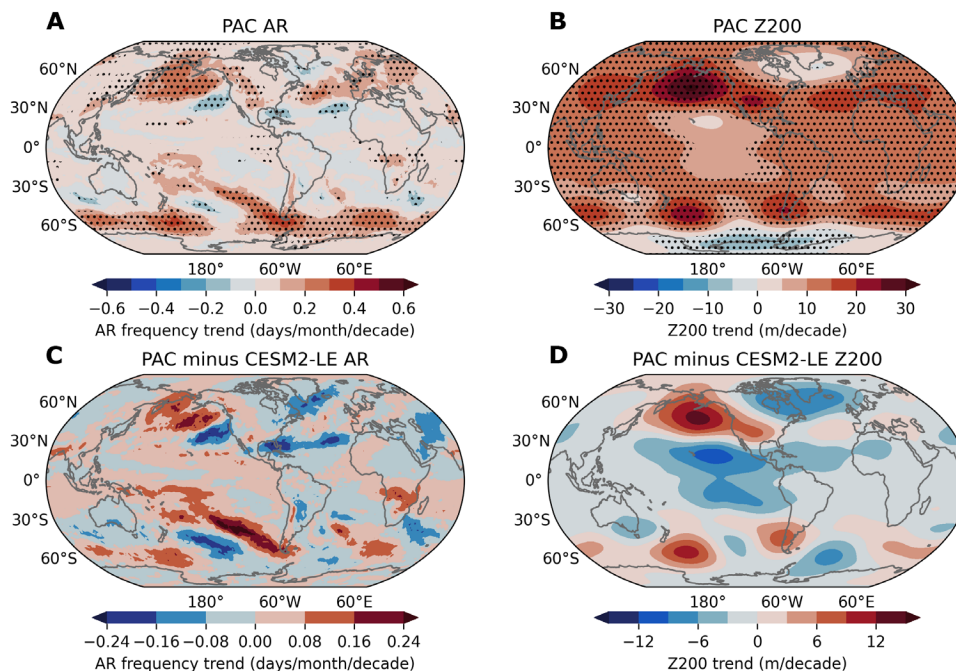 A
PAC AR
60°N
30°N
0°
30°S
60°S
180°
60°W
60°E
−0.6
−0.4
−0.2
0.0
0.2
0.4
0.6
AR frequency trend (days/month/decade)
B
PAC Z200
60°N
30°N
0°
30°S
60°S
180°
60°W
60°E
−30
−20
−10
0
10
20
30
Z200 trend (m/decade)
C
PAC minus CESM2-LE AR
60°N
30°N
0°
30°S
60°S
180°
60°W
60°E
−0.24
−0.16
−0.08
0.00
0.08
0.16
0.24
AR frequency trend (days/month/decade)
D
PAC minus CESM2-LE Z200
60°N
30°N
0°
30°S
60°S
180°
60°W
60°E
−12
−6
0
6
12
Z200 trend (m/decade)